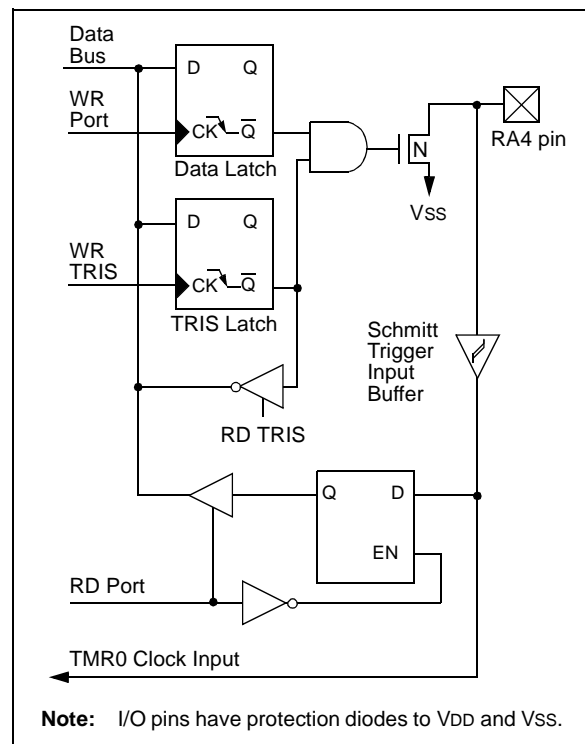 Data
Bus
D Q
WR
Port
CK Q̅
Data Latch
N
RA4 pin
VSS
D Q
WR
TRIS
CK Q̅
TRIS Latch
Schmitt
Trigger
Input
Buffer
RD TRIS
Q D
EN
RD Port
TMR0 Clock Input
Note: I/O pins have protection diodes to VDD and VSS.